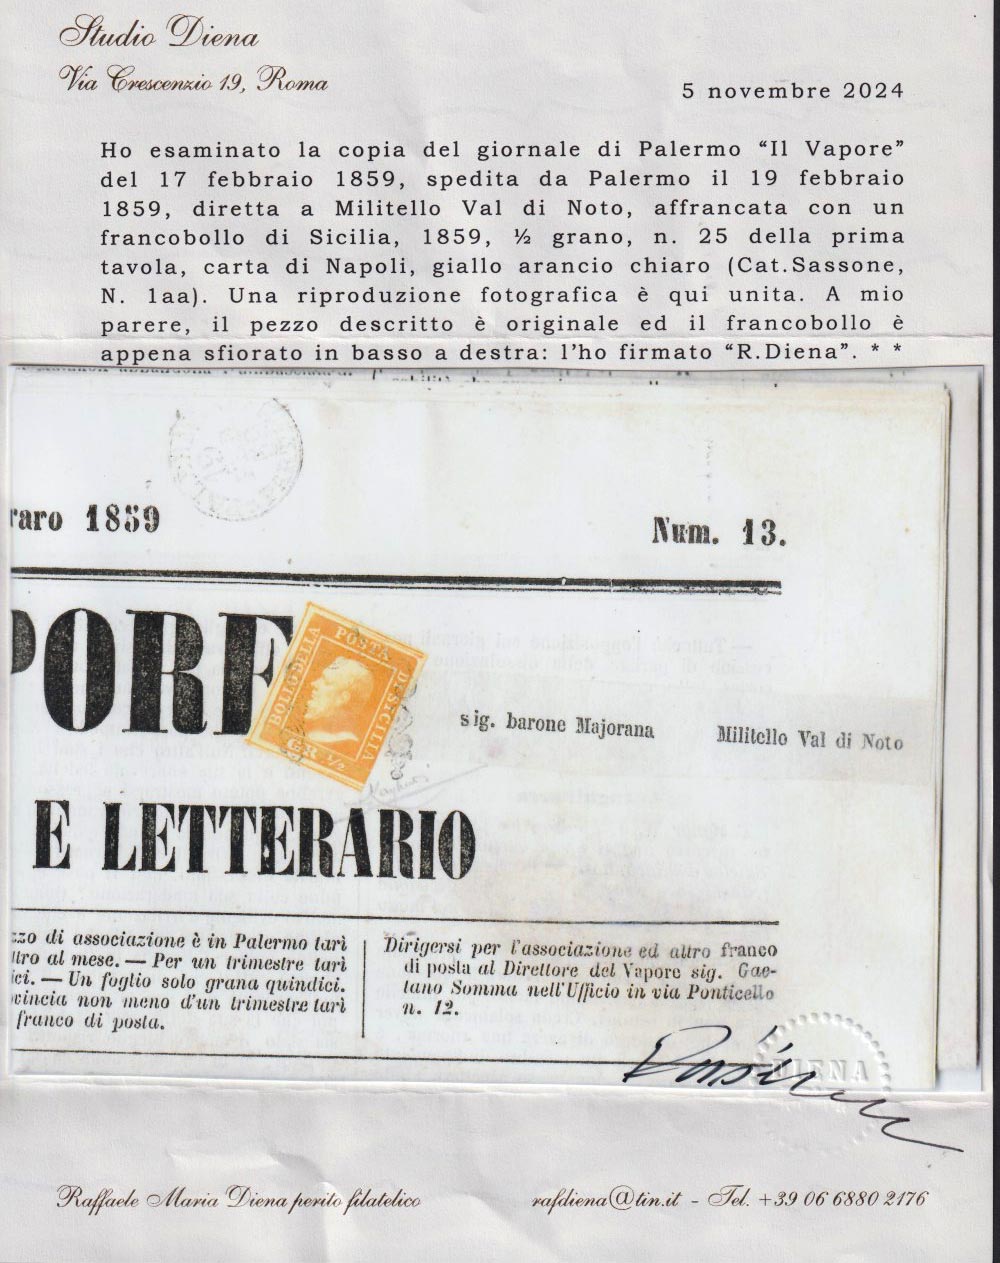 Studio Diena
Via Crescenzio 19, Roma
5 novembre 2024
Ho esaminato la copia del giornale di Palermo “Il Vapore”
del 17 febbraio 1859, spedita da Palermo il 19 febbraio
1859, diretta a Militello Val di Noto, affrancata con un
francobollo di Sicilia, 1859, ½ grano, n. 25 della prima
tavola, carta di Napoli, giallo arancio chiaro (Cat.Sassone,
N. 1aa). Una riproduzione fotografica è qui unita. A mio
parere, il pezzo descritto è originale ed il francobollo è
appena sfiorato in basso a destra: l’ho firmato “R.Diena”. * *
raro 1859
Num. 13.
PORE
BOLLO DELLA
POSTA
DI SICILIA
GR. ½
sig. barone Majorana Militello Val di Noto
E LETTERARIO
zzo di associazione è in Palermo tarì
ltro al mese. — Per un trimestre tarì
ici. — Un foglio solo grana quindici.
vincia non meno d'un trimestre tarì
franco di posta.
Dirigersi per l'associazione ed altro franco
di posta al Direttore del Vapore sig. Gae-
tano Somma nell'Ufficio in via Ponticello
n. 12.
DIENA
Raffaele Maria Diena perito filatelico
rafdiena@tin.it - Tel. +39 06 6880 2176